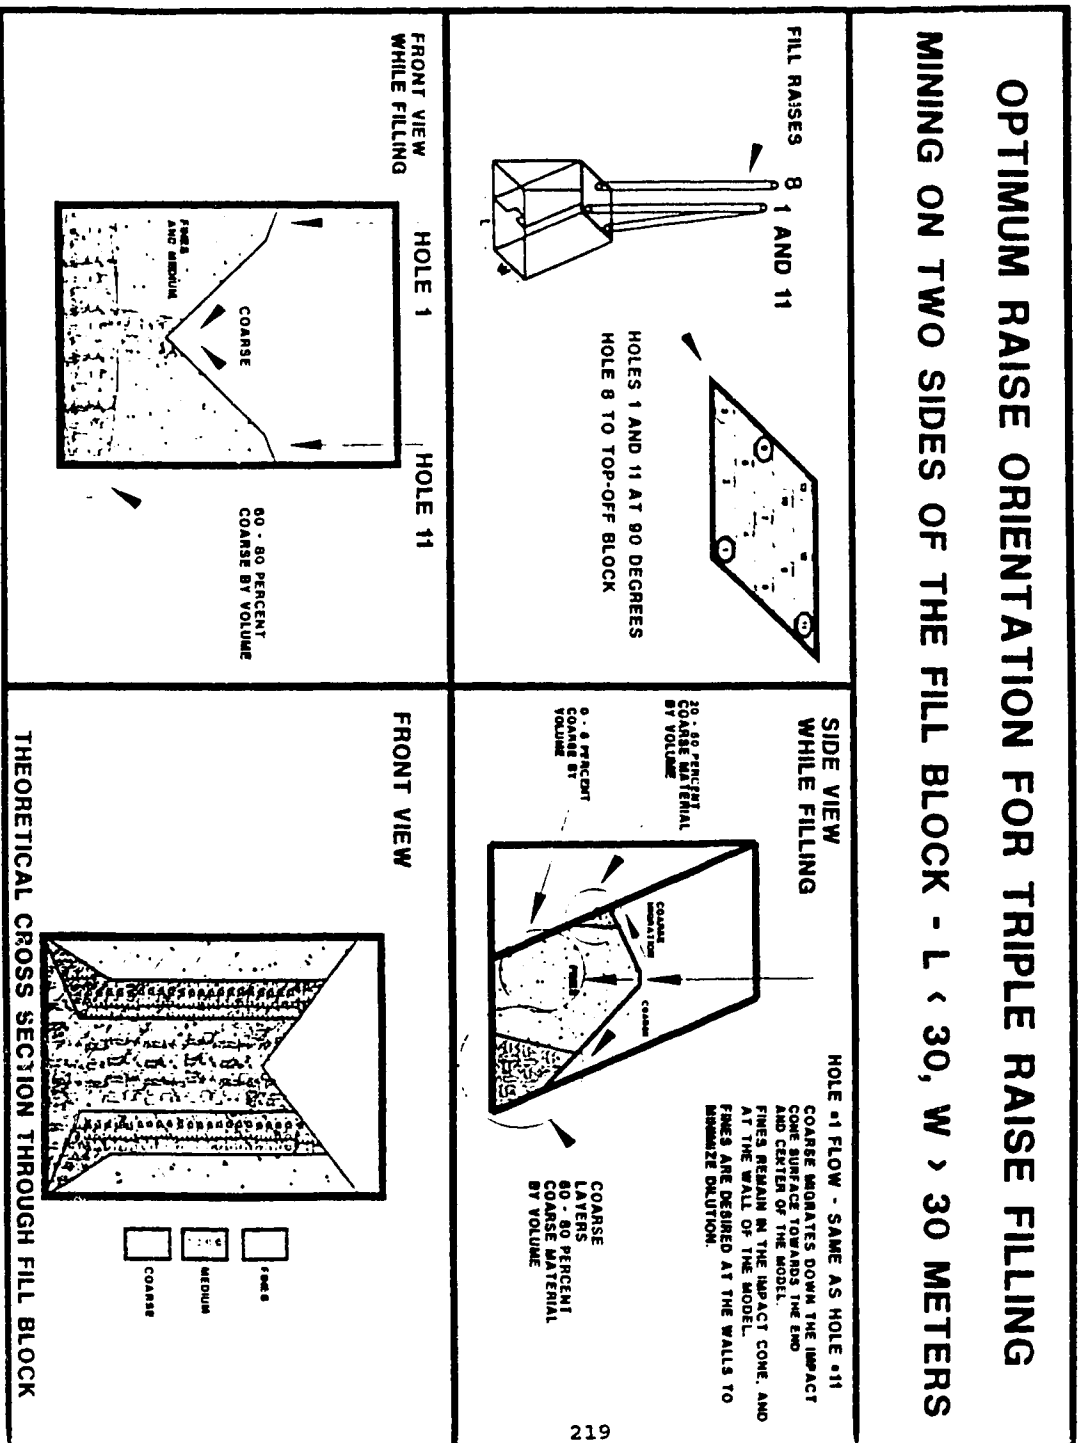 OPTIMUM RAISE ORIENTATION FOR TRIPLE RAISE FILLING
MINING ON TWO SIDES OF THE FILL BLOCK - L < 30, W > 30 METERS
FILL RAISES 8 1 AND 11
HOLES 1 AND 11 AT 90 DEGREES
HOLE 8 TO TOP-OFF BLOCK
L
W
SIDE VIEW
WHILE FILLING
HOLE #1 FLOW - SAME AS HOLE #11
COARSE MIGRATES DOWN THE IMPACT
CONE SURFACE TOWARDS THE END
AND CENTER OF THE MODEL.
FINES REMAIN IN THE IMPACT CONE, AND
AT THE WALL OF THE MODEL.
FINES ARE DESIRED AT THE WALLS TO
MINIMIZE DILUTION.
20 - 60 PERCENT
COARSE MATERIAL
BY VOLUME
COARSE
MIGRATION
COARSE
FINES
PERCENT
COARSE BY
VOLUME
COARSE
LAYERS
60 - 80 PERCENT
COARSE MATERIAL
BY VOLUME
FRONT VIEW
WHILE FILLING
HOLE 1
HOLE 11
COARSE
FINES
AND MEDIUM
60 - 80 PERCENT
COARSE BY VOLUME
FRONT VIEW
FINES
MEDIUM
COARSE
THEORETICAL CROSS SECTION THROUGH FILL BLOCK
219